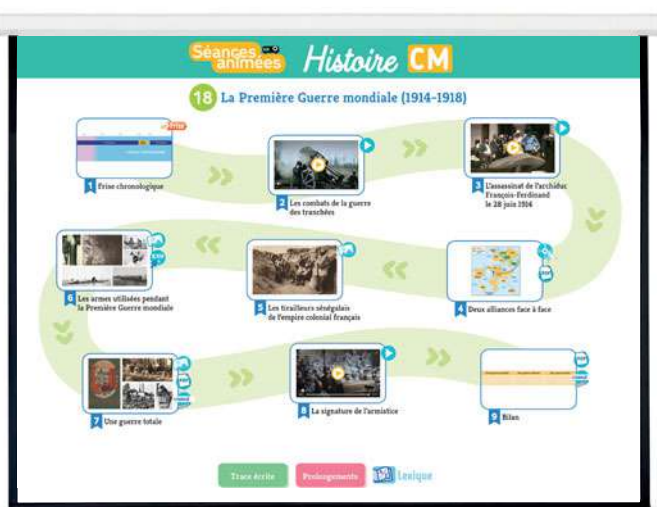 Séances
animées
Histoire CM
18 La Première Guerre mondiale (1914-1918)
Frise
1 Frise chronologique
2 Les combats de la guerre
des tranchées
3 L'assassinat de l'archiduc
François-Ferdinand
le 28 juin 1914
6 Les armes utilisées pendant
la Première Guerre mondiale
5 Les tirailleurs sénégalais
de l'empire colonial français
4 Deux alliances face à face
7 Une guerre totale
8 La signature de l'armistice
9 Bilan
Trace écrite
Prolongements
Lexique